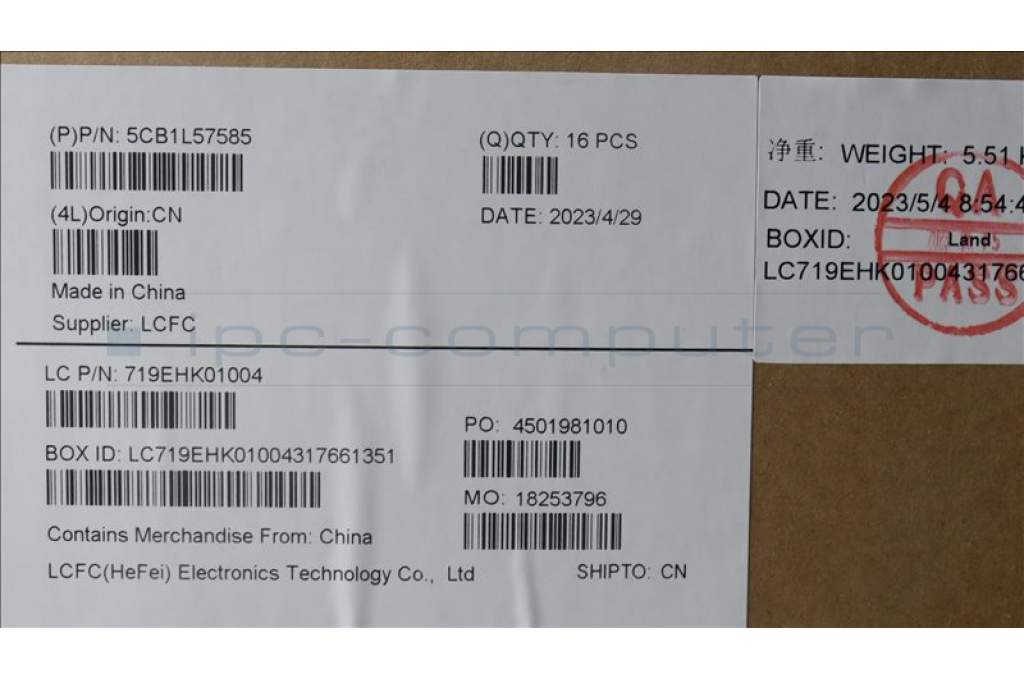 (P)P/N: 5CB1L57585
(Q)QTY: 16 PCS
(4L)Origin:CN
DATE: 2023/4/29
Made in China
Supplier: LCFC
ipc-computer
LC P/N: 719EHK01004
PO: 4501981010
BOX ID: LC719EHK01004317661351
MO: 18253796
Contains Merchandise From: China
LCFC(HeFei) Electronics Technology Co., Ltd
SHIPTO: CN
净重: WEIGHT: 5.51
DATE: 2023/5/4 8:54:4
BOXID:
LC719EHK0100431766
QA
Land
PASS